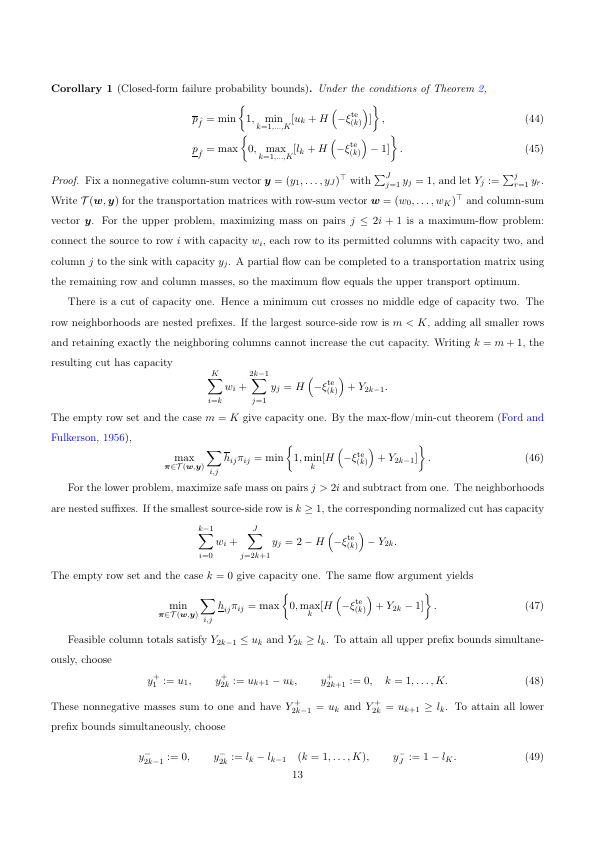 Corollary 1 (Closed-form failure probability bounds). Under the conditions of Theorem 2,
p̅_f̂ = min { 1, min_{k=1,...,K} [u_k + H(−ξ^te_(k))] } , (44)
p̲_f̂ = max { 0, max_{k=1,...,K} [l_k + H(−ξ^te_(k)) − 1] } . (45)
Proof. Fix a nonnegative column-sum vector y = (y_1, . . . , y_J)^⊤ with ∑_{j=1}^J y_j = 1, and let Y_j := ∑_{r=1}^j y_r.
Write 𝒯(w, y) for the transportation matrices with row-sum vector w = (w_0, . . . , w_K)^⊤ and column-sum
vector y. For the upper problem, maximizing mass on pairs j ≤ 2i + 1 is a maximum-flow problem:
connect the source to row i with capacity w_i, each row to its permitted columns with capacity two, and
column j to the sink with capacity y_j. A partial flow can be completed to a transportation matrix using
the remaining row and column masses, so the maximum flow equals the upper transport optimum.
There is a cut of capacity one. Hence a minimum cut crosses no middle edge of capacity two. The
row neighborhoods are nested prefixes. If the largest source-side row is m < K, adding all smaller rows
and retaining exactly the neighboring columns cannot increase the cut capacity. Writing k = m + 1, the
resulting cut has capacity
∑_{i=k}^K w_i + ∑_{j=1}^{2k−1} y_j = H(−ξ^te_(k)) + Y_{2k−1}.
The empty row set and the case m = K give capacity one. By the max-flow/min-cut theorem (Ford and
Fulkerson, 1956),
max_{π∈𝒯(w,y)} ∑_{i,j} h̅_{ij}π_{ij} = min { 1, min_k [H(−ξ^te_(k)) + Y_{2k−1}] } . (46)
For the lower problem, maximize safe mass on pairs j > 2i and subtract from one. The neighborhoods
are nested suffixes. If the smallest source-side row is k ≥ 1, the corresponding normalized cut has capacity
∑_{i=0}^{k−1} w_i + ∑_{j=2k+1}^J y_j = 2 − H(−ξ^te_(k)) − Y_{2k}.
The empty row set and the case k = 0 give capacity one. The same flow argument yields
min_{π∈𝒯(w,y)} ∑_{i,j} h̲_{ij}π_{ij} = max { 0, max_k [H(−ξ^te_(k)) + Y_{2k} − 1] } . (47)
Feasible column totals satisfy Y_{2k−1} ≤ u_k and Y_{2k} ≥ l_k. To attain all upper prefix bounds simultane-
ously, choose
y^+_1 := u_1, y^+_{2k} := u_{k+1} − u_k, y^+_{2k+1} := 0, k = 1, . . . , K. (48)
These nonnegative masses sum to one and have Y^+_{2k−1} = u_k and Y^+_{2k} = u_{k+1} ≥ l_k. To attain all lower
prefix bounds simultaneously, choose
y^−_{2k−1} := 0, y^−_{2k} := l_k − l_{k−1} (k = 1, . . . , K), y^−_J := 1 − l_K. (49)
13